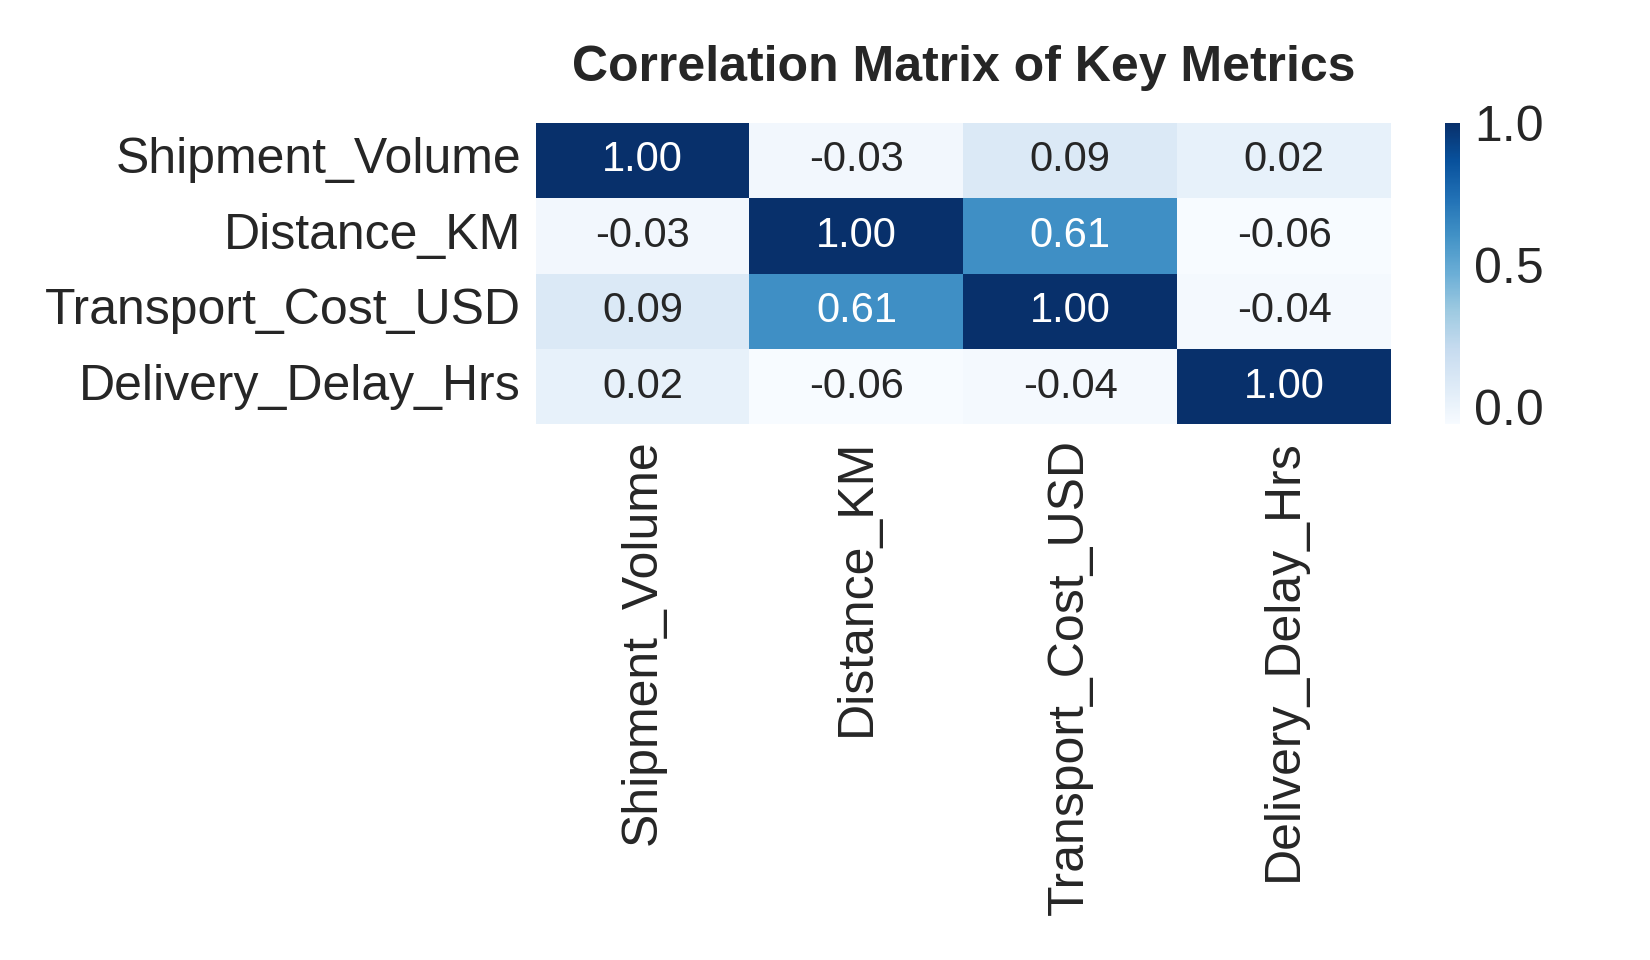 Correlation Matrix of Key Metrics
Shipment_Volume 1.00 -0.03 0.09 0.02
Distance_KM -0.03 1.00 0.61 -0.06
Transport_Cost_USD 0.09 0.61 1.00 -0.04
Delivery_Delay_Hrs 0.02 -0.06 -0.04 1.00
Shipment_Volume
Distance_KM
Transport_Cost_USD
Delivery_Delay_Hrs
1.0
0.5
0.0